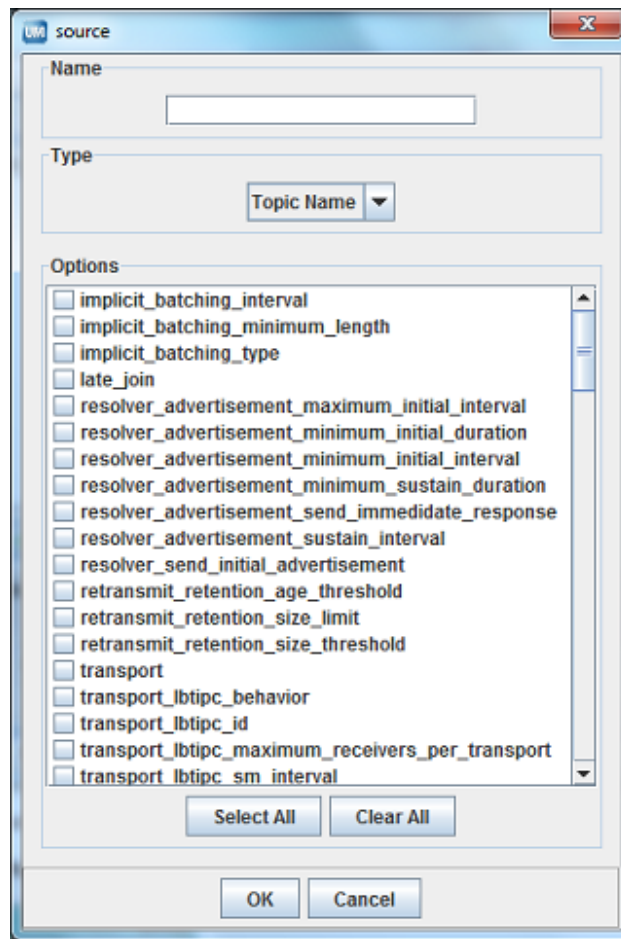 UM source
Name
Type
Topic Name
Options
implicit_batching_interval
implicit_batching_minimum_length
implicit_batching_type
late_join
resolver_advertisement_maximum_initial_interval
resolver_advertisement_minimum_initial_duration
resolver_advertisement_minimum_initial_interval
resolver_advertisement_minimum_sustain_duration
resolver_advertisement_send_immedidate_response
resolver_advertisement_sustain_interval
resolver_send_initial_advertisement
retransmit_retention_age_threshold
retransmit_retention_size_limit
retransmit_retention_size_threshold
transport
transport_lbtipc_behavior
transport_lbtipc_id
transport_lbtipc_maximum_receivers_per_transport
transport_lbtipc_sm_interval
Select All Clear All
OK Cancel